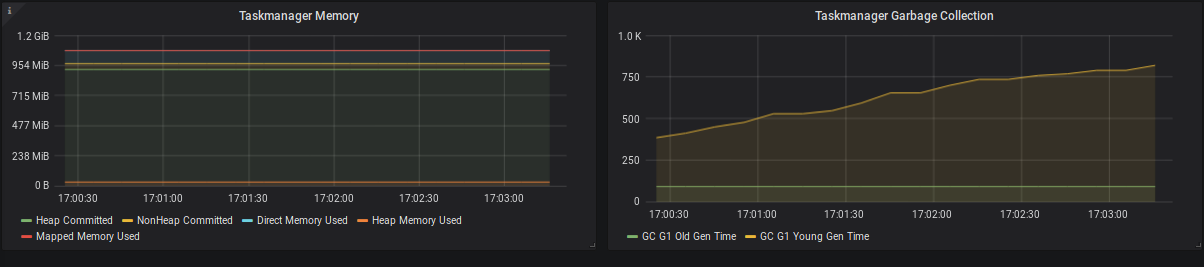 i
Taskmanager Memory
1.2 GiB
954 MiB
715 MiB
477 MiB
238 MiB
0 B
17:00:30 17:01:00 17:01:30 17:02:00 17:02:30 17:03:00
Heap Committed NonHeap Committed Direct Memory Used Heap Memory Used
Mapped Memory Used
Taskmanager Garbage Collection
1.0 K
750
500
250
0
17:00:30 17:01:00 17:01:30 17:02:00 17:02:30 17:03:00
GC G1 Old Gen Time GC G1 Young Gen Time